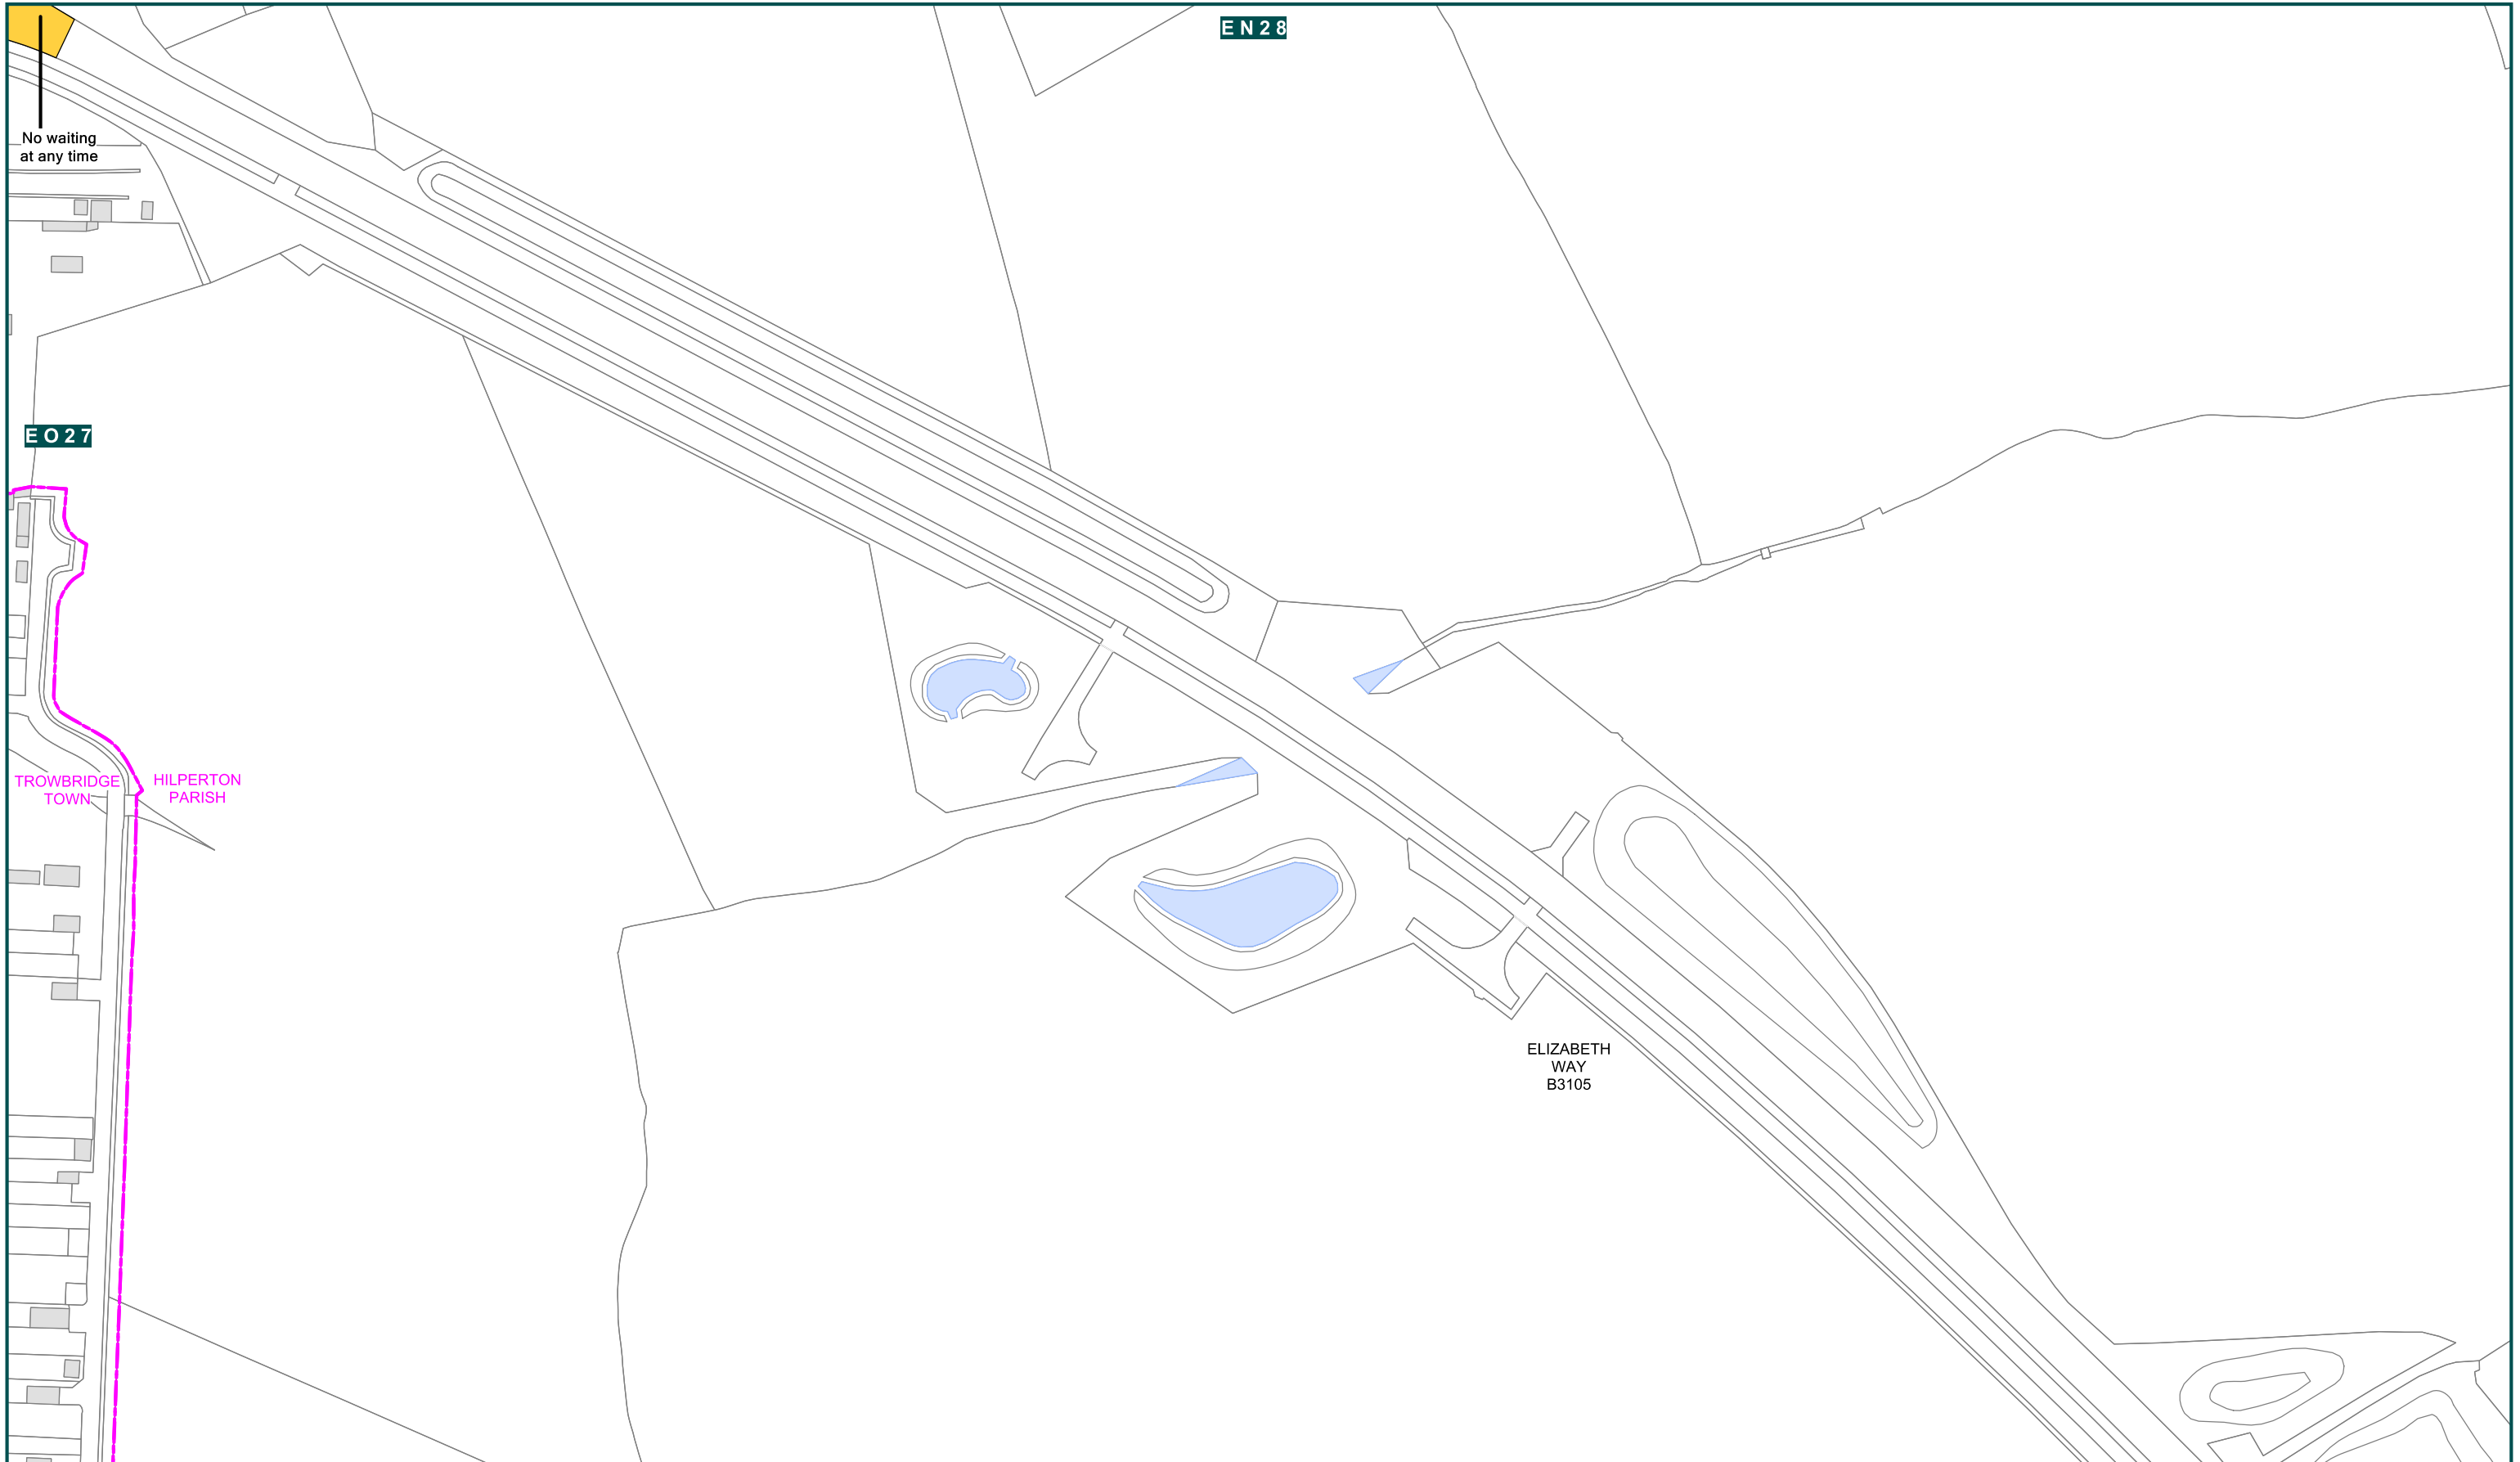 EN28
No waiting
at any time
EO27
TROWBRIDGE
TOWN
HILPERTON
PARISH
ELIZABETH
WAY
B3105